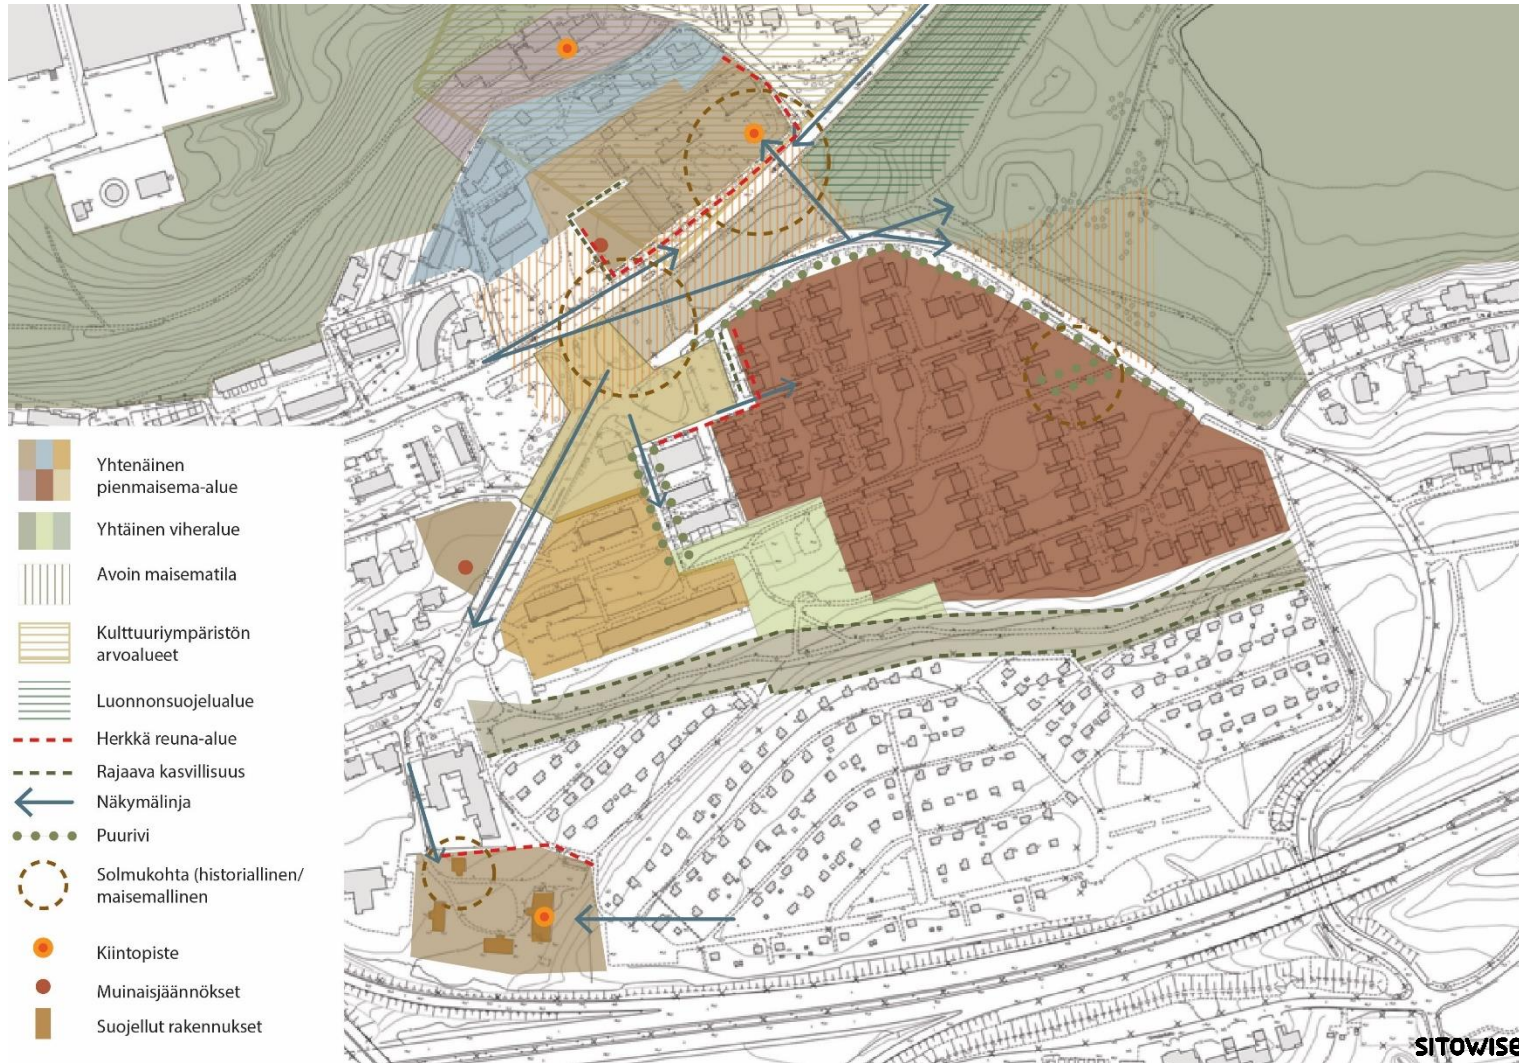 Yhtenäinen
pienmaisema-alue
Yhtäinen viheralue
Avoin maisematila
Kulttuuriympäristön
arvoalueet
Luonnonsuojelualue
Herkkä reuna-alue
Rajaava kasvillisuus
Näkymälinja
Puurivi
Solmukohta (historiallinen/
maisemallinen
Kiintopiste
Muinaisjäännökset
Suojellut rakennukset
SITOWISE